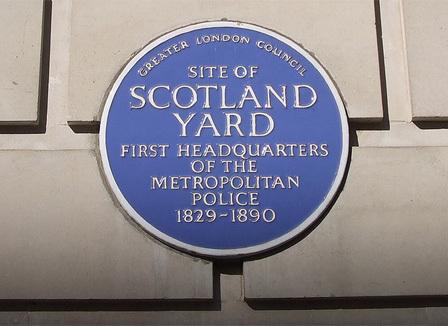 GREATER LONDON COUNCIL
SITE OF
SCOTLAND
YARD
FIRST HEADQUARTERS
OF THE
METROPOLITAN
POLICE
1829-1890